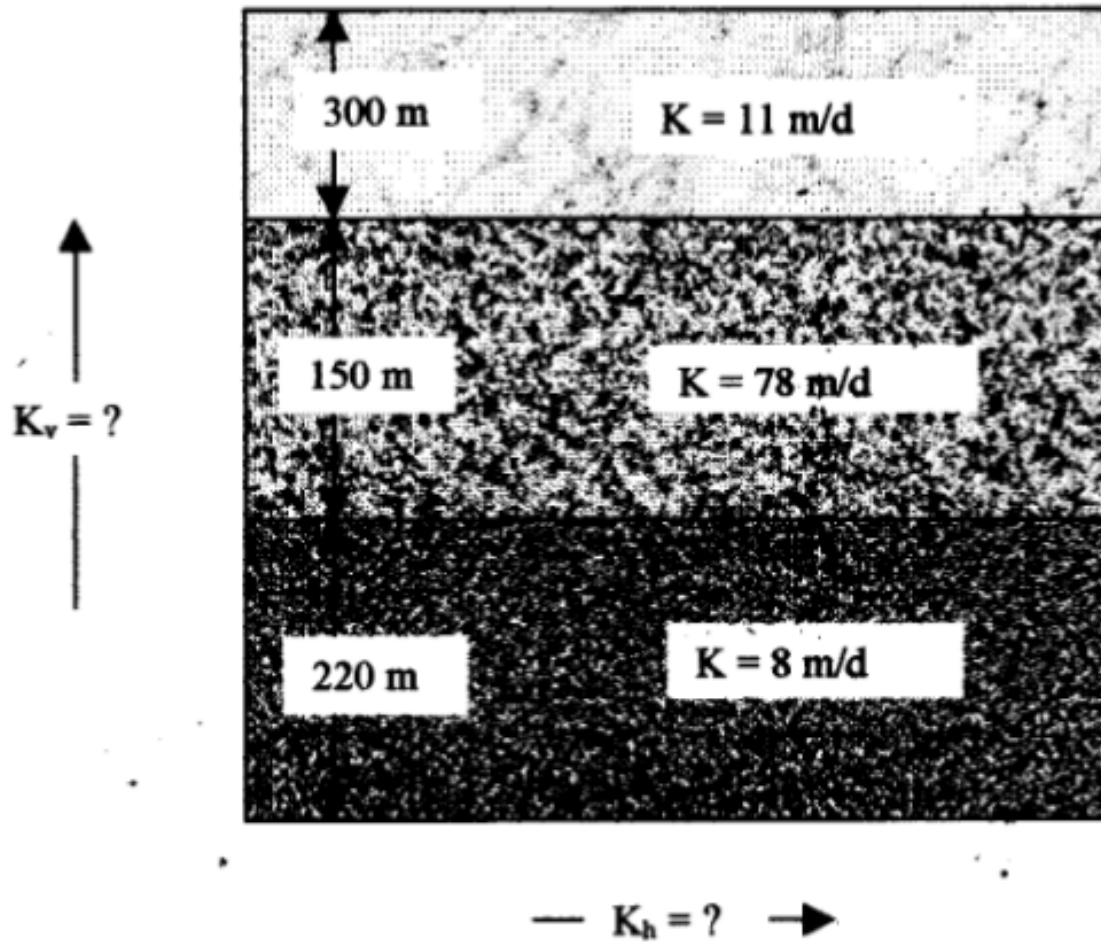 300 m
K = 11 m/d
150 m
K = 78 m/d
Kᵥ = ?
220 m
K = 8 m/d
Kₕ = ?